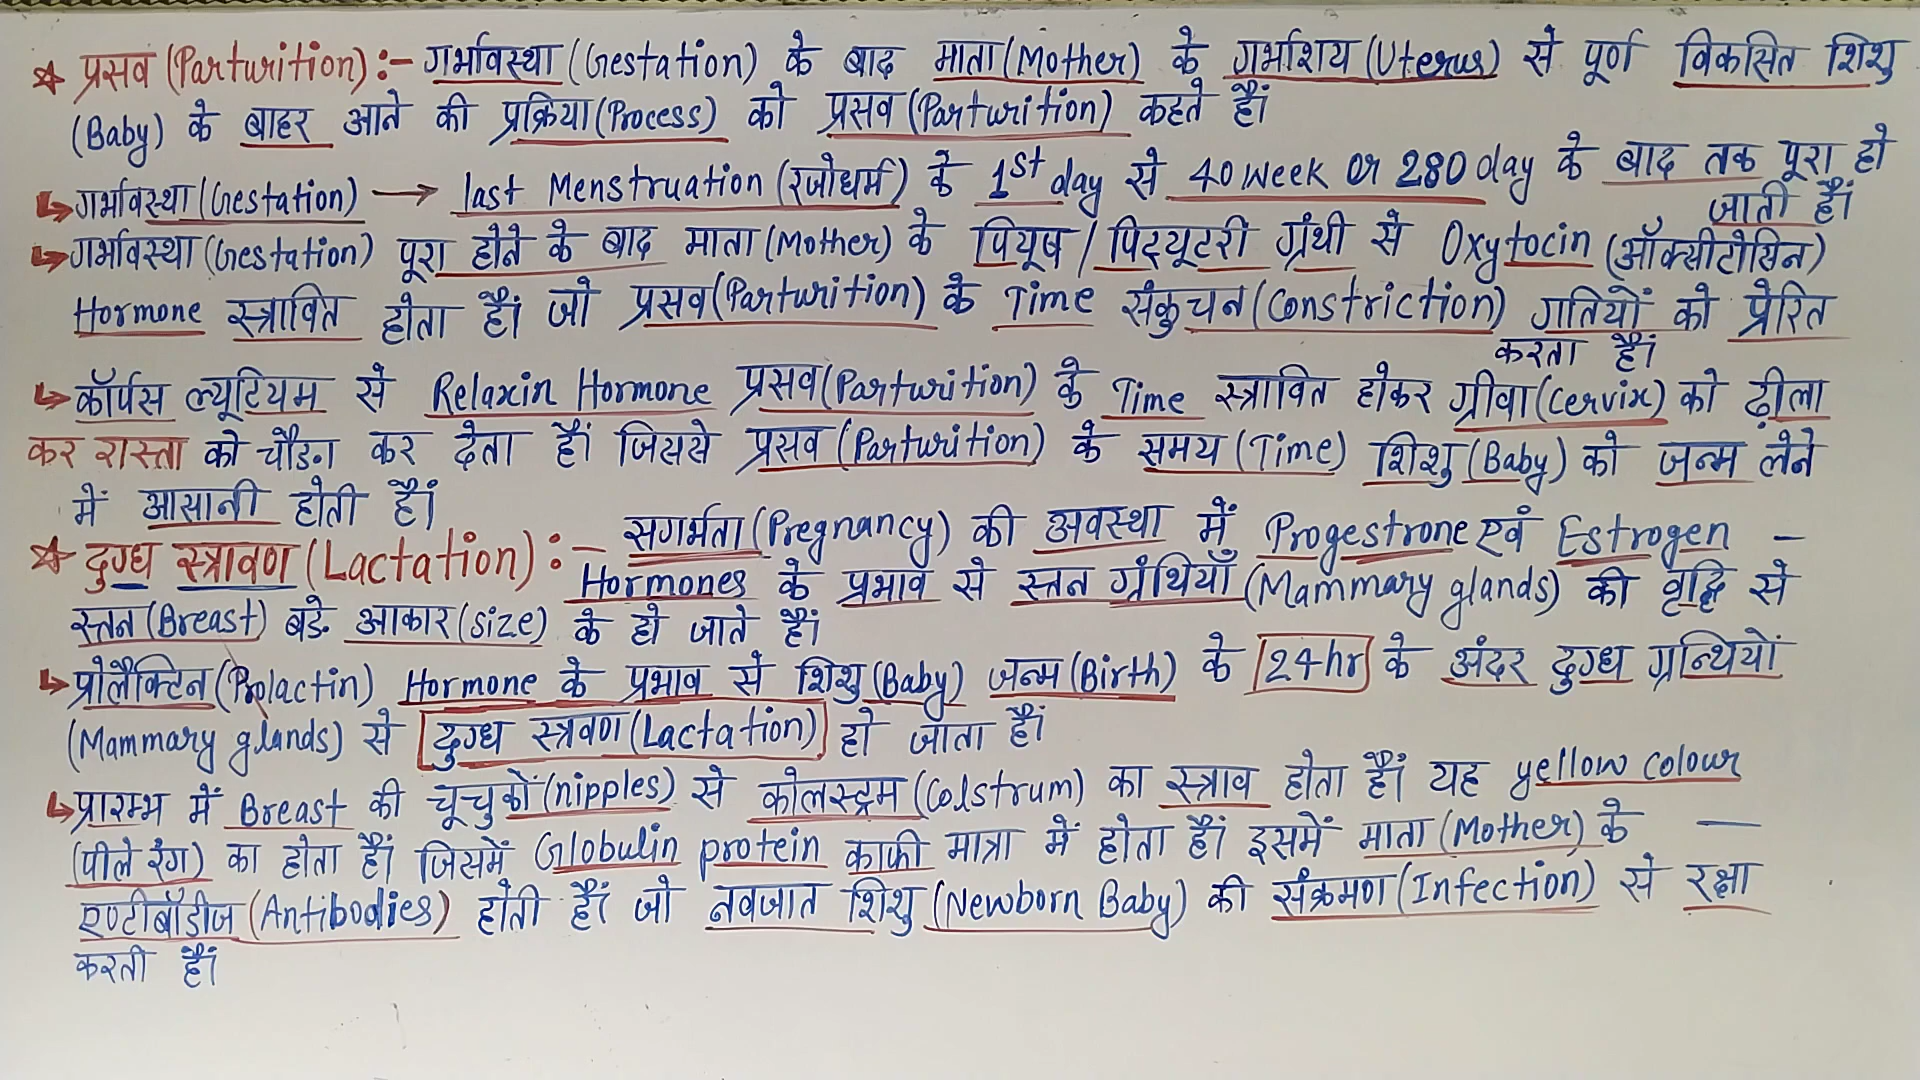 ☆ प्रसव (Parturition) :- गर्भावस्था (Gestation) के बाद माता (Mother) के गर्भाशय (Uterus) से पूर्ण विकसित शिशु
(Baby) के बाहर आने की प्रक्रिया (Process) को प्रसव (Parturition) कहते हैं।
↳ गर्भावस्था (Gestation) → last Menstruation (रजोधर्म) के 1st day से 40 week or 280 day के बाद तक पूरा हो
जाती हैं।
↳ गर्भावस्था (Gestation) पूरा होने के बाद माता (Mother) के पियूष / पिट्यूटरी ग्रंथी से Oxytocin (ऑक्सीटोसिन)
Hormone स्त्रावित होता हैं। जो प्रसव (Parturition) के Time संकुचन (Constriction) गतियों को प्रेरित
करता हैं।
↳ कॉर्पस ल्यूटियम से Relaxin Hormone प्रसव (Parturition) के Time स्त्रावित होकर ग्रीवा (Cervix) को ढ़ीला
कर रास्ता को चौडा कर देता हैं। जिससे प्रसव (Parturition) के समय (Time) शिशु (Baby) को जन्म लेने
में आसानी होती हैं।
☆ दुग्ध स्त्रावण (Lactation) :- सगर्भता (Pregnancy) की अवस्था में Progestrone एवं Estrogen -
Hormones के प्रभाव से स्तन ग्रंथियाँ (Mammary glands) की वृद्धि से
स्तन (Breast) बडे आकार (size) के हो जाते हैं।
↳ प्रोलैक्टिन (Prolactin) Hormone के प्रभाव से शिशु (Baby) जन्म (Birth) के 24hr के अंदर दुग्ध ग्रन्थियों
(Mammary glands) से दुग्ध स्त्रवण (Lactation) हो जाता हैं।
↳ प्रारम्भ में Breast की चूचुकों (nipples) से कोलस्ट्रम (Colstrum) का स्त्राव होता हैं। यह yellow colour
(पीले रंग) का होता हैं। जिसमें Globulin protein काफी मात्रा में होता हैं। इसमें माता (Mother) के —
एण्टीबॉडीज (Antibodies) होती हैं। जो नवजात शिशु (Newborn Baby) की संक्रमण (Infection) से रक्षा
करती हैं।